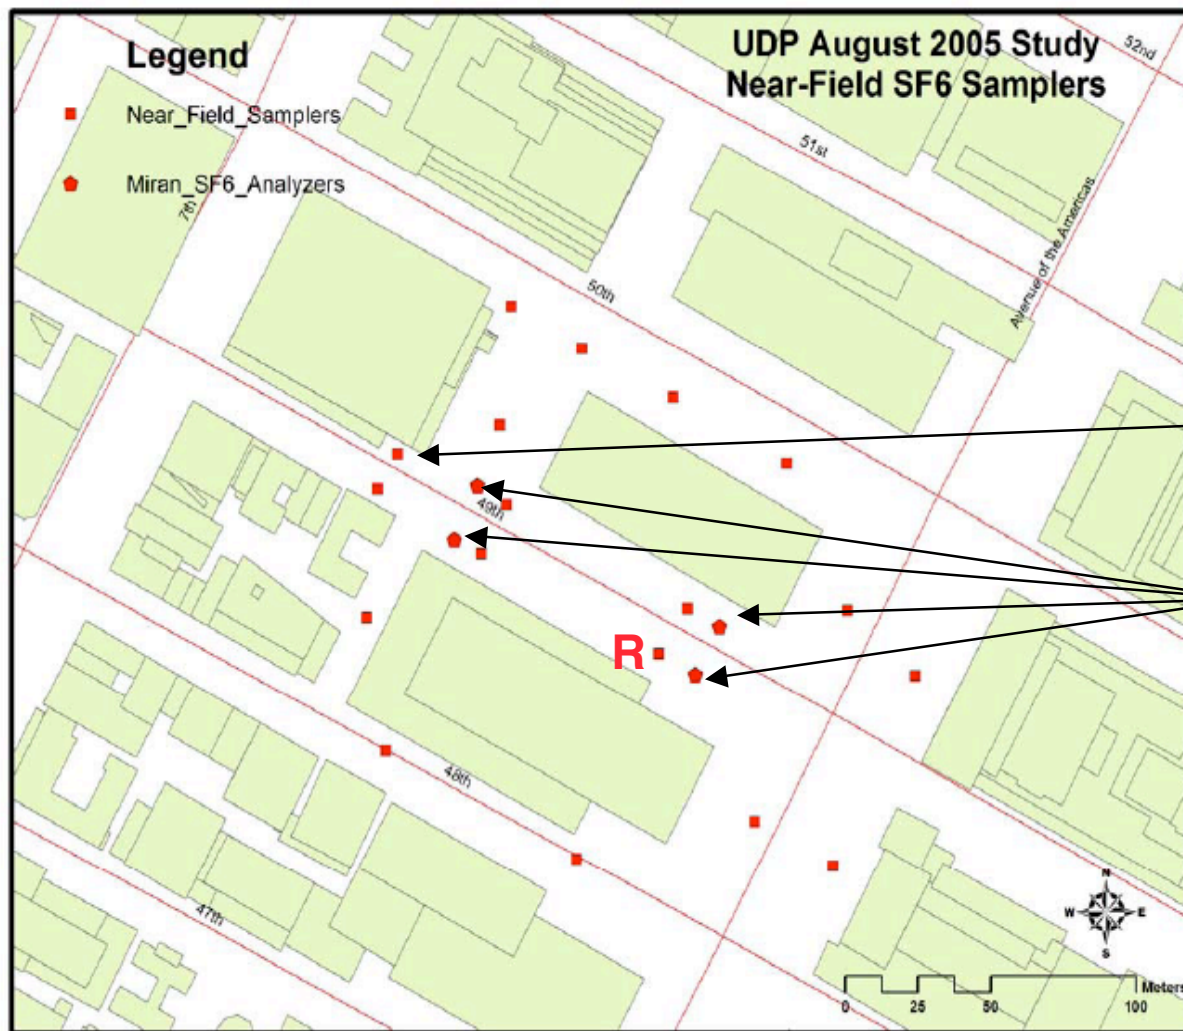 Legend
UDP August 2005 Study
Near-Field SF6 Samplers
52nd
Near_Field_Samplers
51st
Miran_SF6_Analyzers
7th
Avenue of the Americas
50th
49th
R
48th
47th
N
W E
S
Meters
0 25 50 100